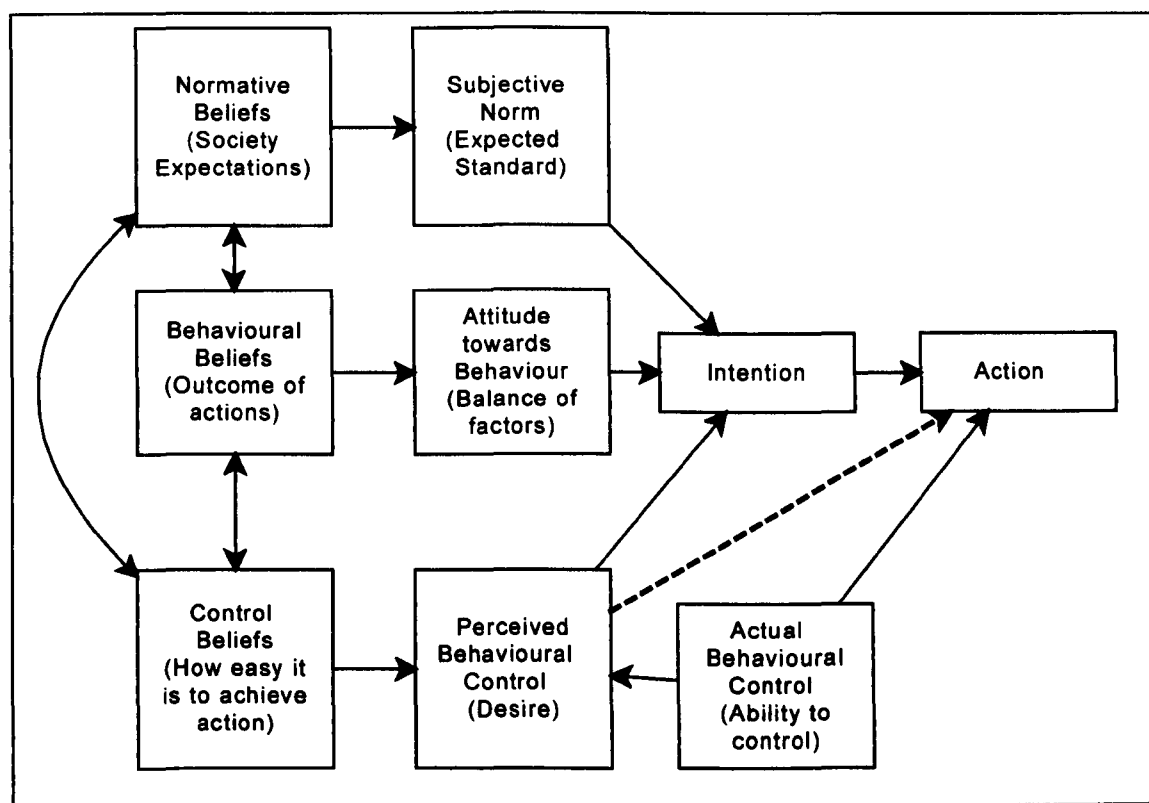 Normative
Beliefs
(Society
Expectations)
Subjective
Norm
(Expected
Standard)
Behavioural
Beliefs
(Outcome of
actions)
Attitude
towards
Behaviour
(Balance of
factors)
Intention
Action
Control
Beliefs
(How easy it
is to achieve
action)
Perceived
Behavioural
Control
(Desire)
Actual
Behavioural
Control
(Ability to
control)